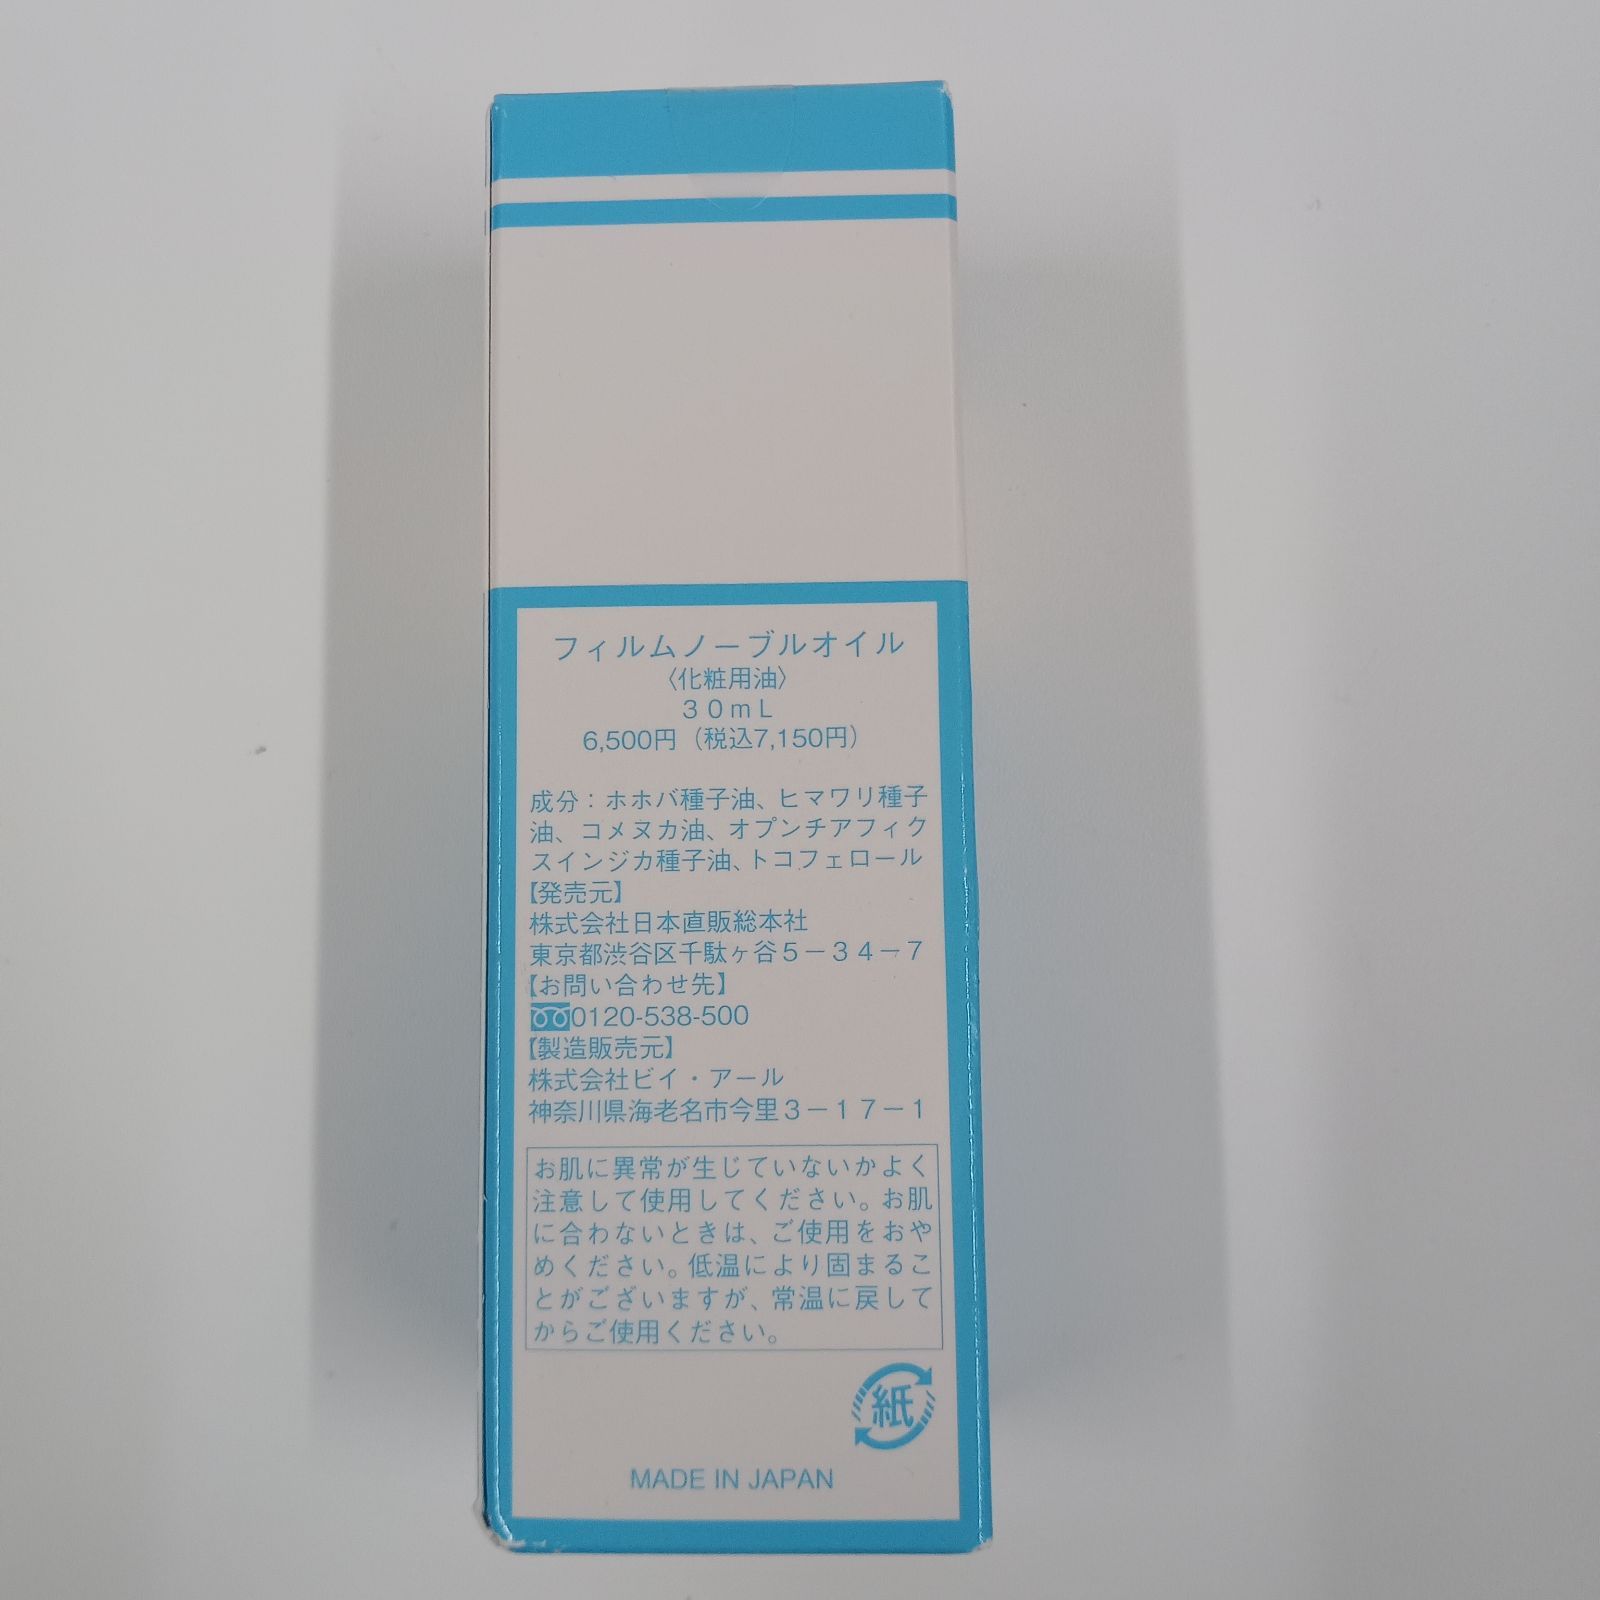 フィルムノーブルオイル
〈化粧用油〉
30mL
6,500円（税込7,150円）
成分：ホホバ種子油、ヒマワリ種子
油、コメヌカ油、オプンチアフィク
スインジカ種子油、トコフェロール
【発売元】
株式会社日本直販総本社
東京都渋谷区千駄ヶ谷5－34－7
【お問い合わせ先】
0120-538-500
【製造販売元】
株式会社ビイ・アール
神奈川県海老名市今里3－17－1
お肌に異常が生じていないかよく
注意して使用してください。お肌
に合わないときは、ご使用をおや
めください。低温により固まるこ
とがございますが、常温に戻して
からご使用ください。
紙
MADE IN JAPAN